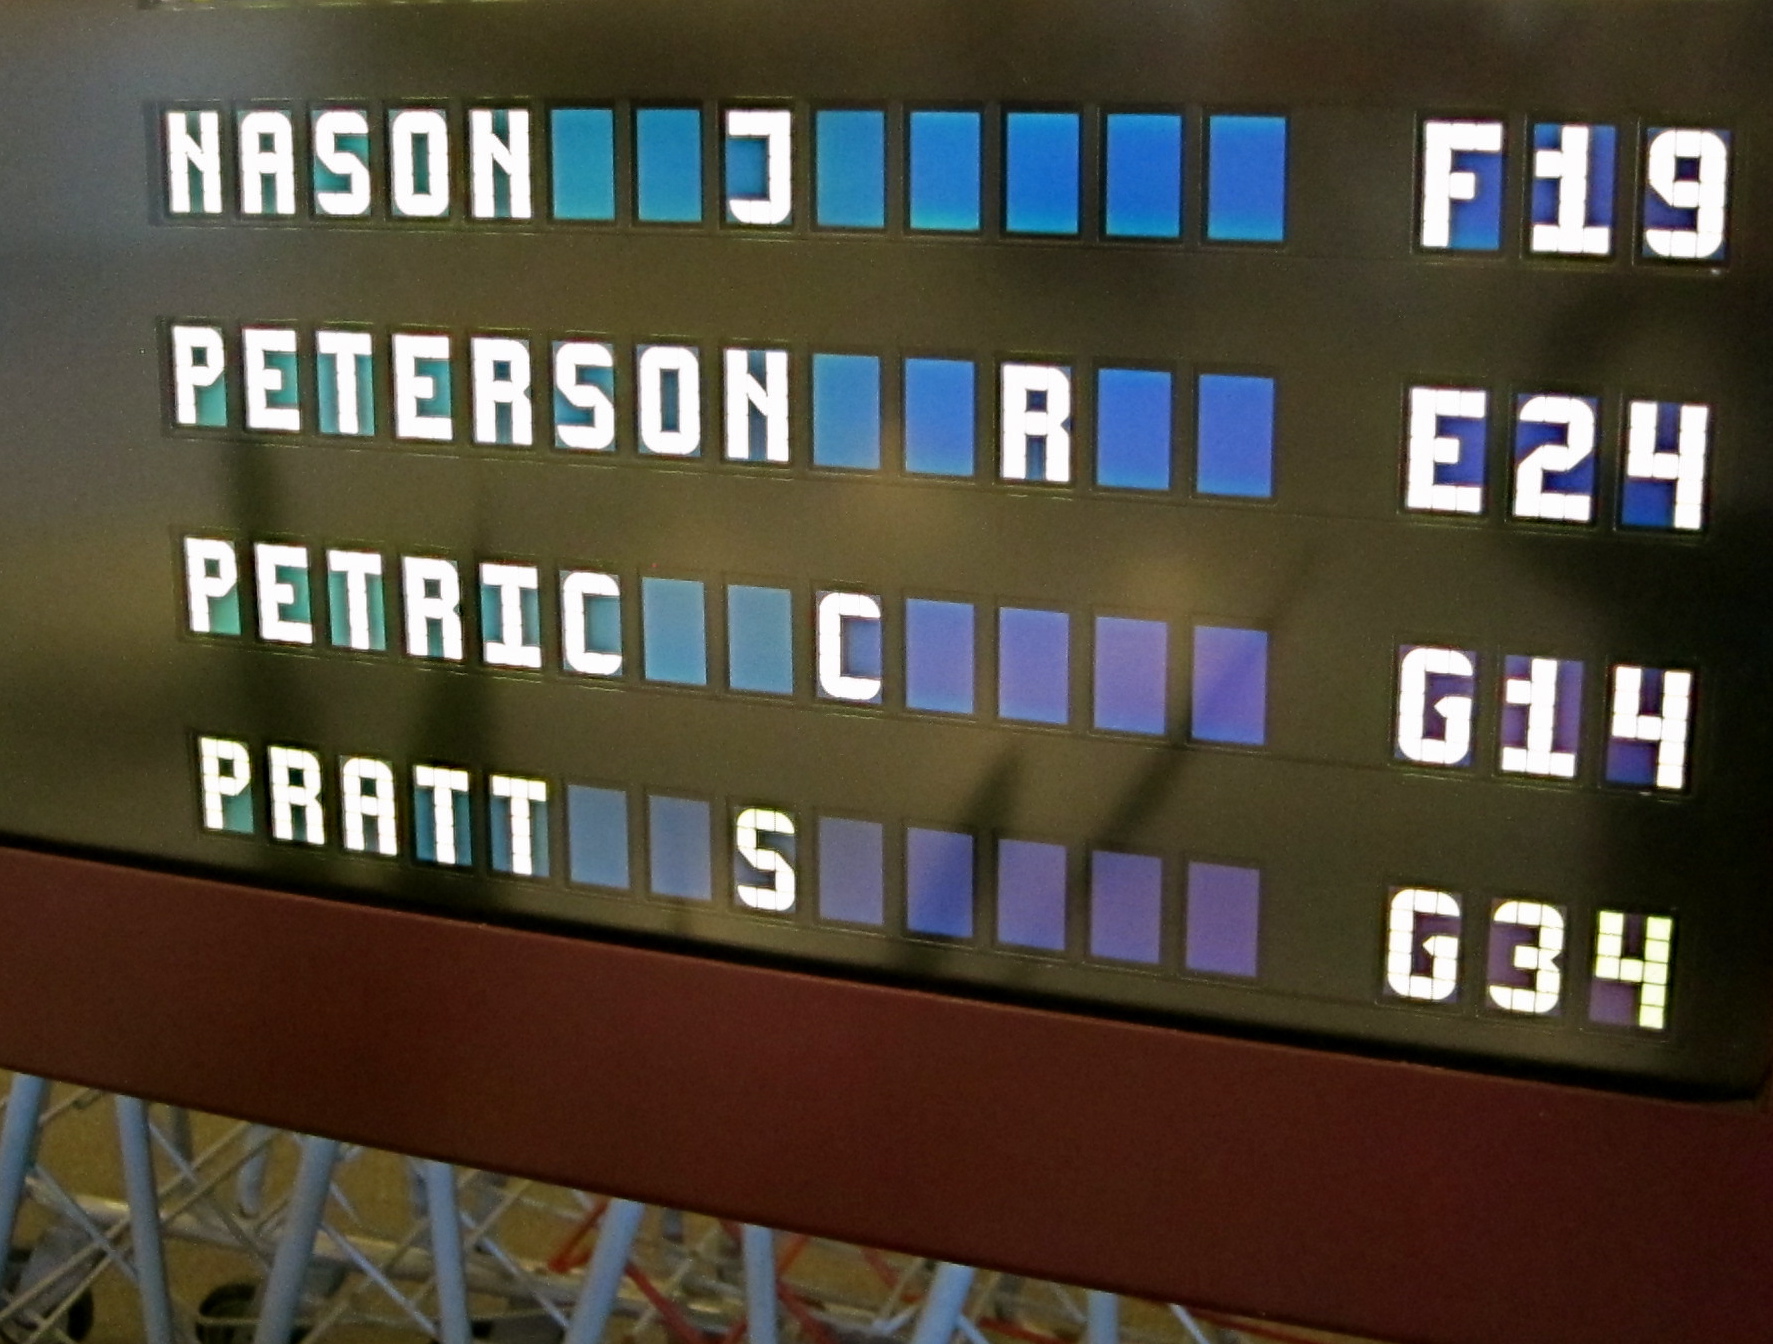 NASON J F19
PETERSON R E24
PETRIC C G14
PRATT S G34